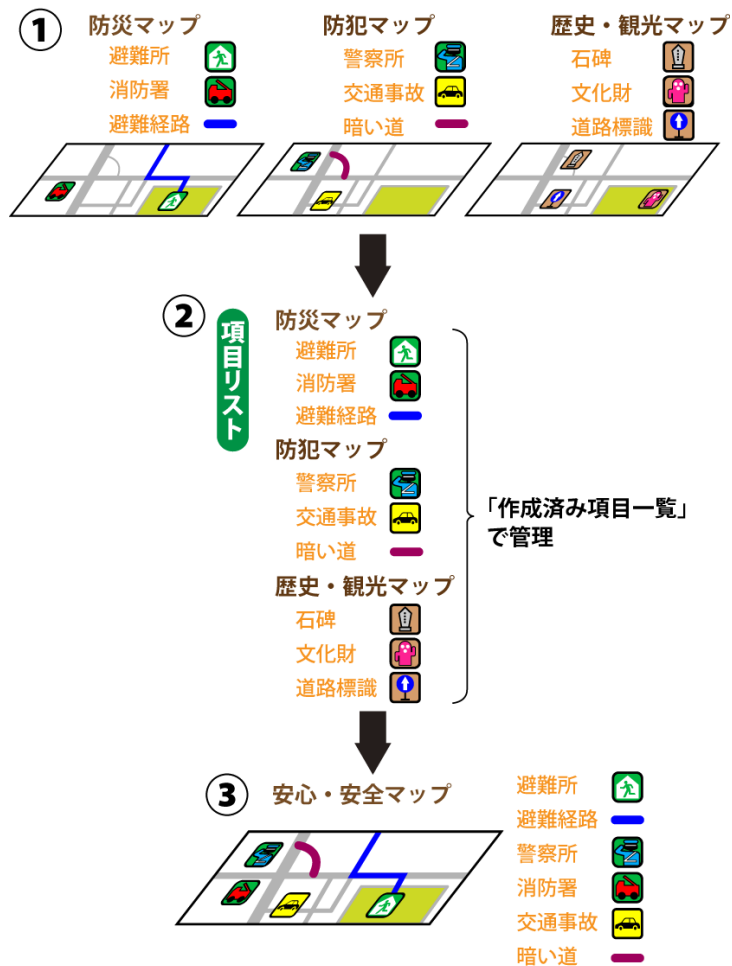 ①
防災マップ
避難所
消防署
避難経路
防犯マップ
警察所
交通事故
暗い道
歴史・観光マップ
石碑
文化財
道路標識
②
項目リスト
防災マップ
避難所
消防署
避難経路
防犯マップ
警察所
交通事故
暗い道
歴史・観光マップ
石碑
文化財
道路標識
「作成済み項目一覧」
で管理
③
安心・安全マップ
避難所
避難経路
警察所
消防署
交通事故
暗い道